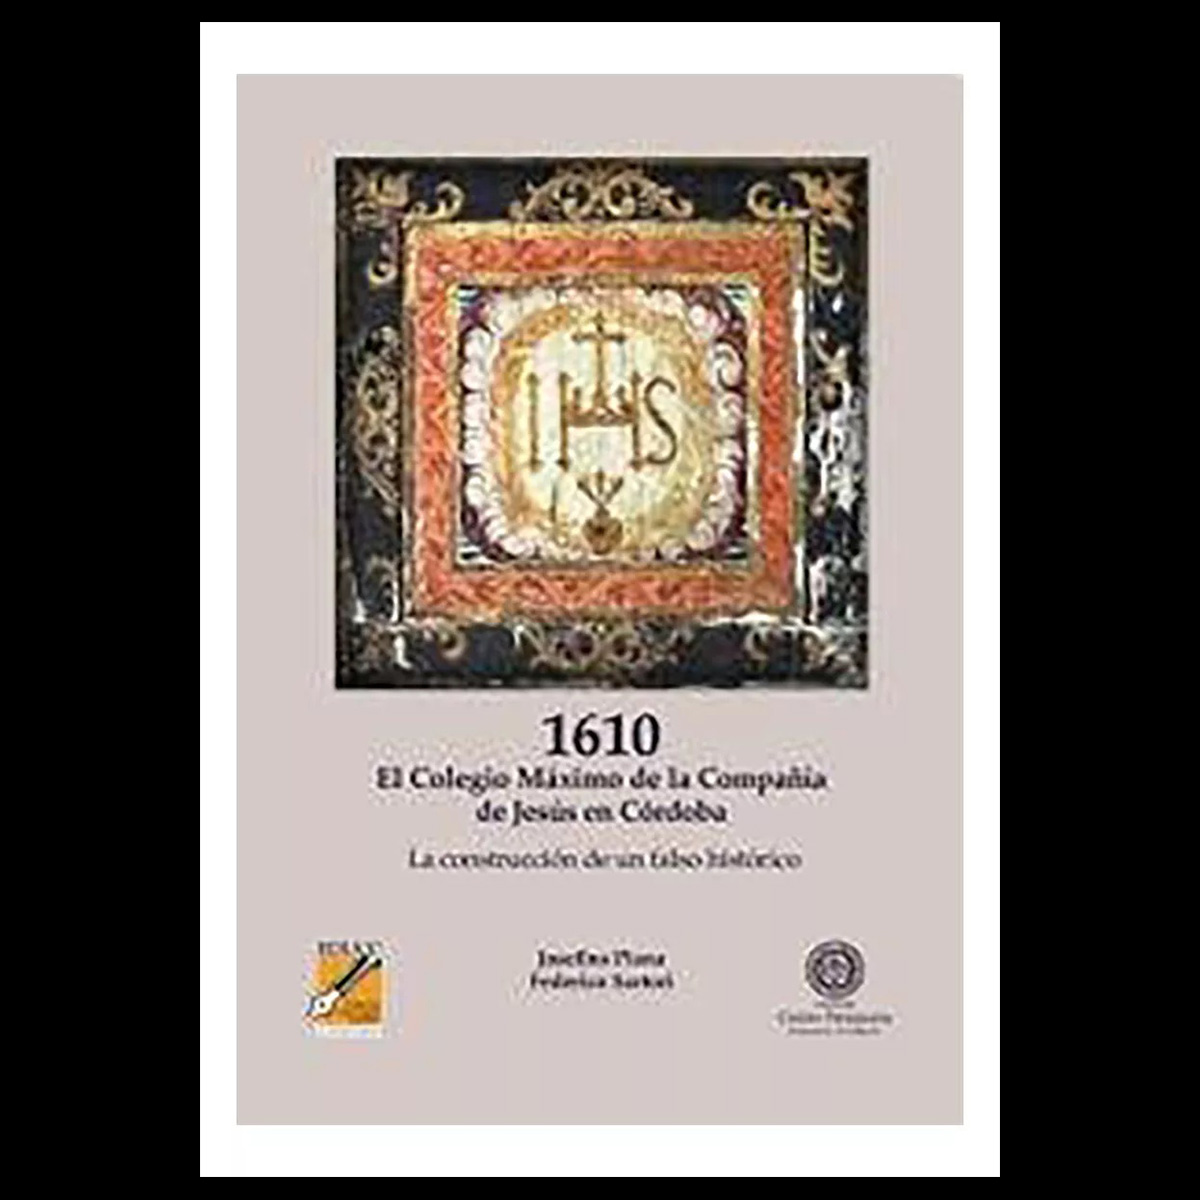 IHS
1610
El Colegio Máximo de la Compañía
de Jesús en Córdoba
La construcción de un falso histórico
Josefina Piana
Federico Sartori